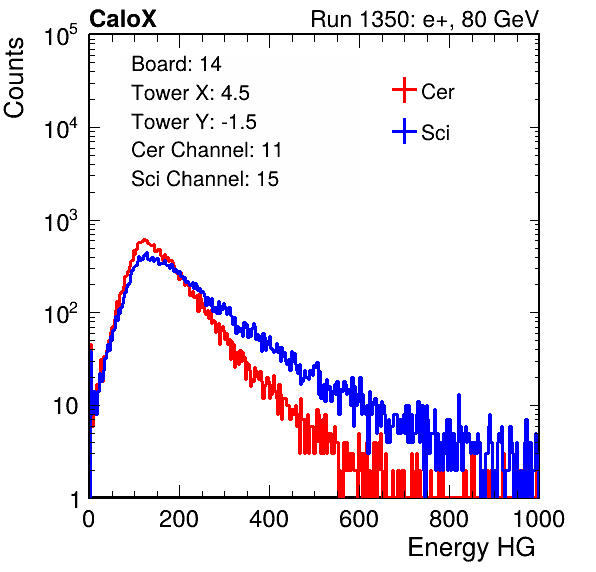 CaloX Run 1350: e+, 80 GeV
Counts
Board: 14
Tower X: 4.5
Tower Y: -1.5
Cer Channel: 11
Sci Channel: 15
Cer
Sci
10^5
10^4
10^3
10^2
10
1
0 200 400 600 800 1000
Energy HG